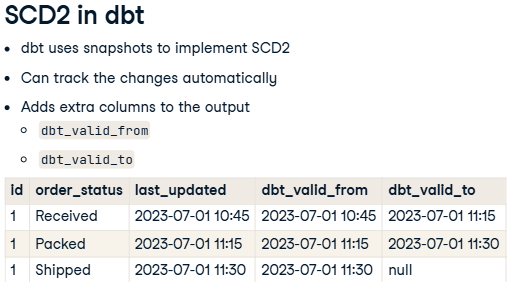 SCD2 in dbt
• dbt uses snapshots to implement SCD2
• Can track the changes automatically
• Adds extra columns to the output
◦ dbt_valid_from
◦ dbt_valid_to
id order_status last_updated dbt_valid_from dbt_valid_to
1 Received 2023-07-01 10:45 2023-07-01 10:45 2023-07-01 11:15
1 Packed 2023-07-01 11:15 2023-07-01 11:15 2023-07-01 11:30
1 Shipped 2023-07-01 11:30 2023-07-01 11:30 null